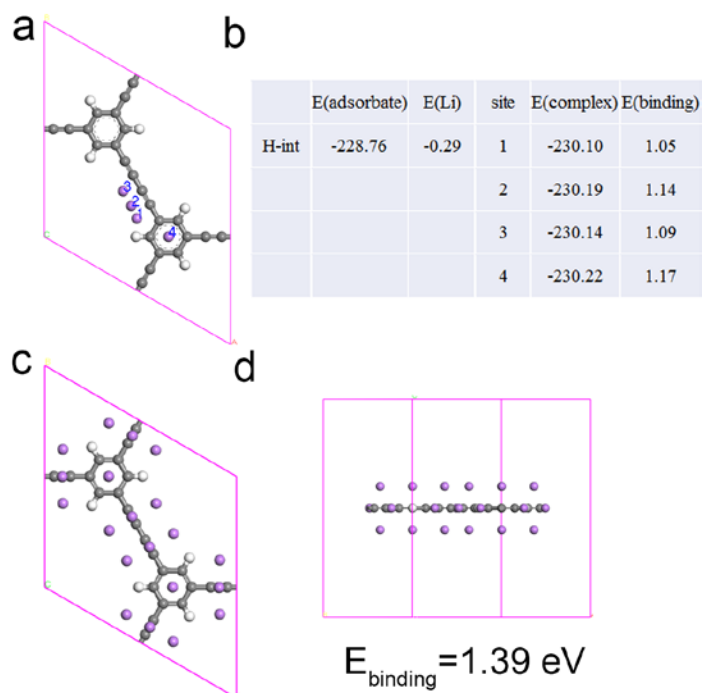 a
b
E(adsorbate) E(Li) site E(complex) E(binding)
H-int -228.76 -0.29 1 -230.10 1.05
2 -230.19 1.14
3 -230.14 1.09
4 -230.22 1.17
3
2
1
4
C
A
c
d
C
E_binding=1.39 eV